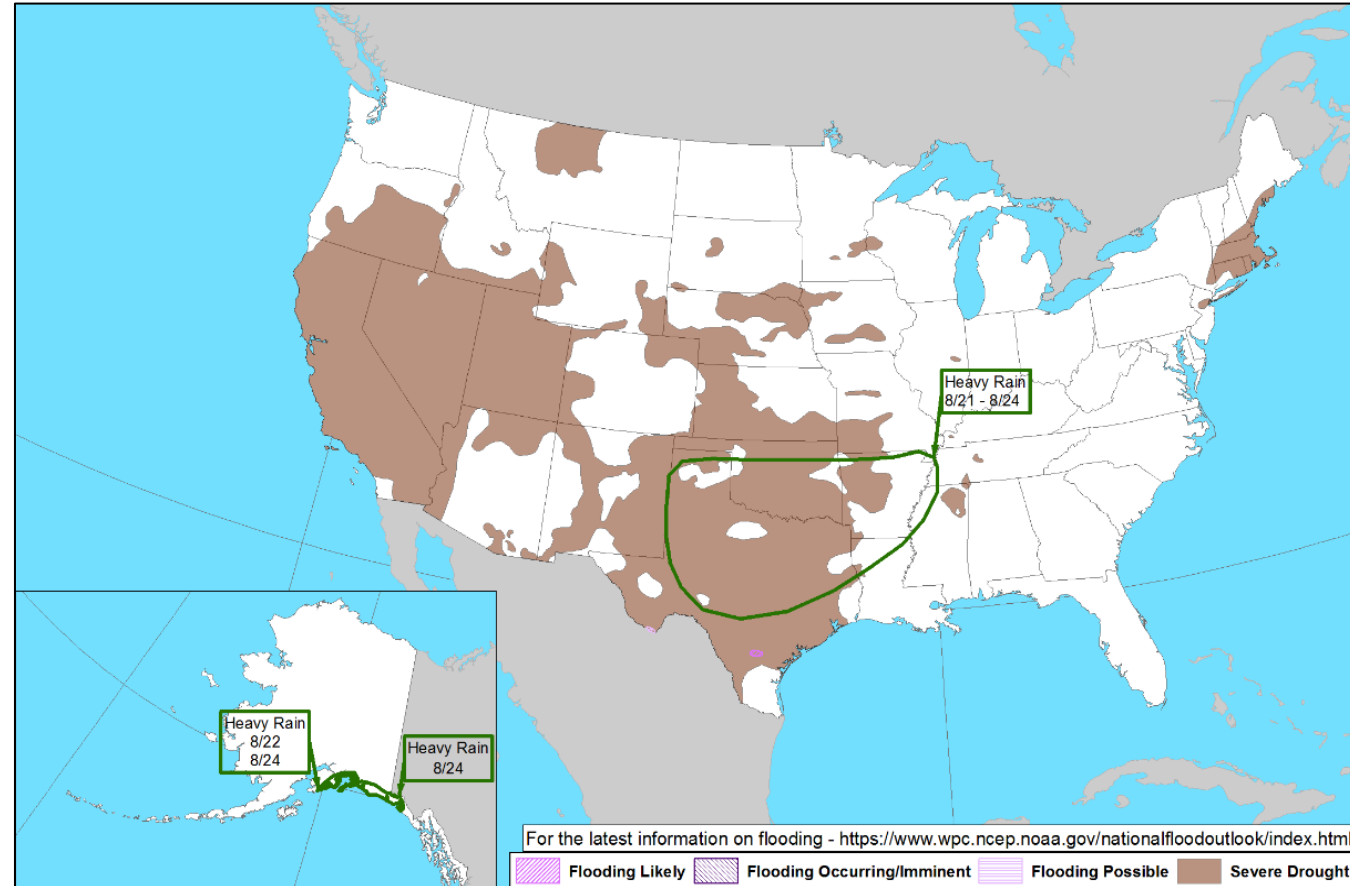 Heavy Rain
8/21 - 8/24
Heavy Rain
8/22
8/24
Heavy Rain
8/24
For the latest information on flooding - https://www.wpc.ncep.noaa.gov/nationalfloodoutlook/index.html
Flooding Likely Flooding Occurring/Imminent Flooding Possible Severe Drought